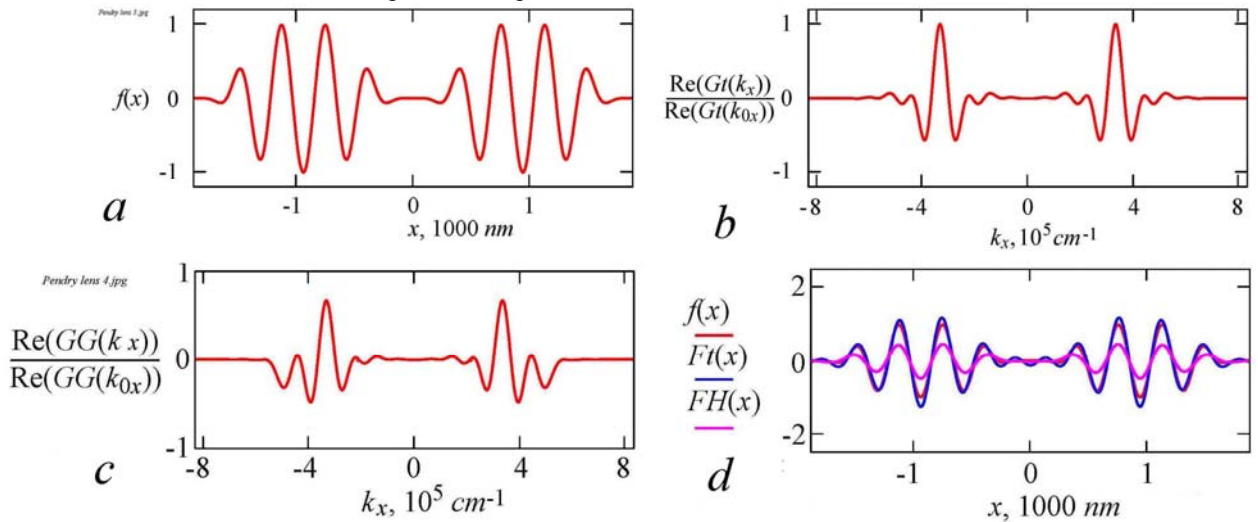 Pendry lens 3.jpg
1
f(x) 0
-1
-1 0 1
x, 1000 nm
a
1
Re(Gt(kx))
Re(Gt(k0x))
0
-1
-8 -4 0 4 8
kx, 10^5 cm^-1
b
Pendry lens 4.jpg
1
Re(GG(k x))
Re(GG(k0x))
0
-1
-8 -4 0 4 8
kx, 10^5 cm^-1
c
f(x)
Ft(x)
FH(x)
2
0
-2
-1 0 1
x, 1000 nm
d